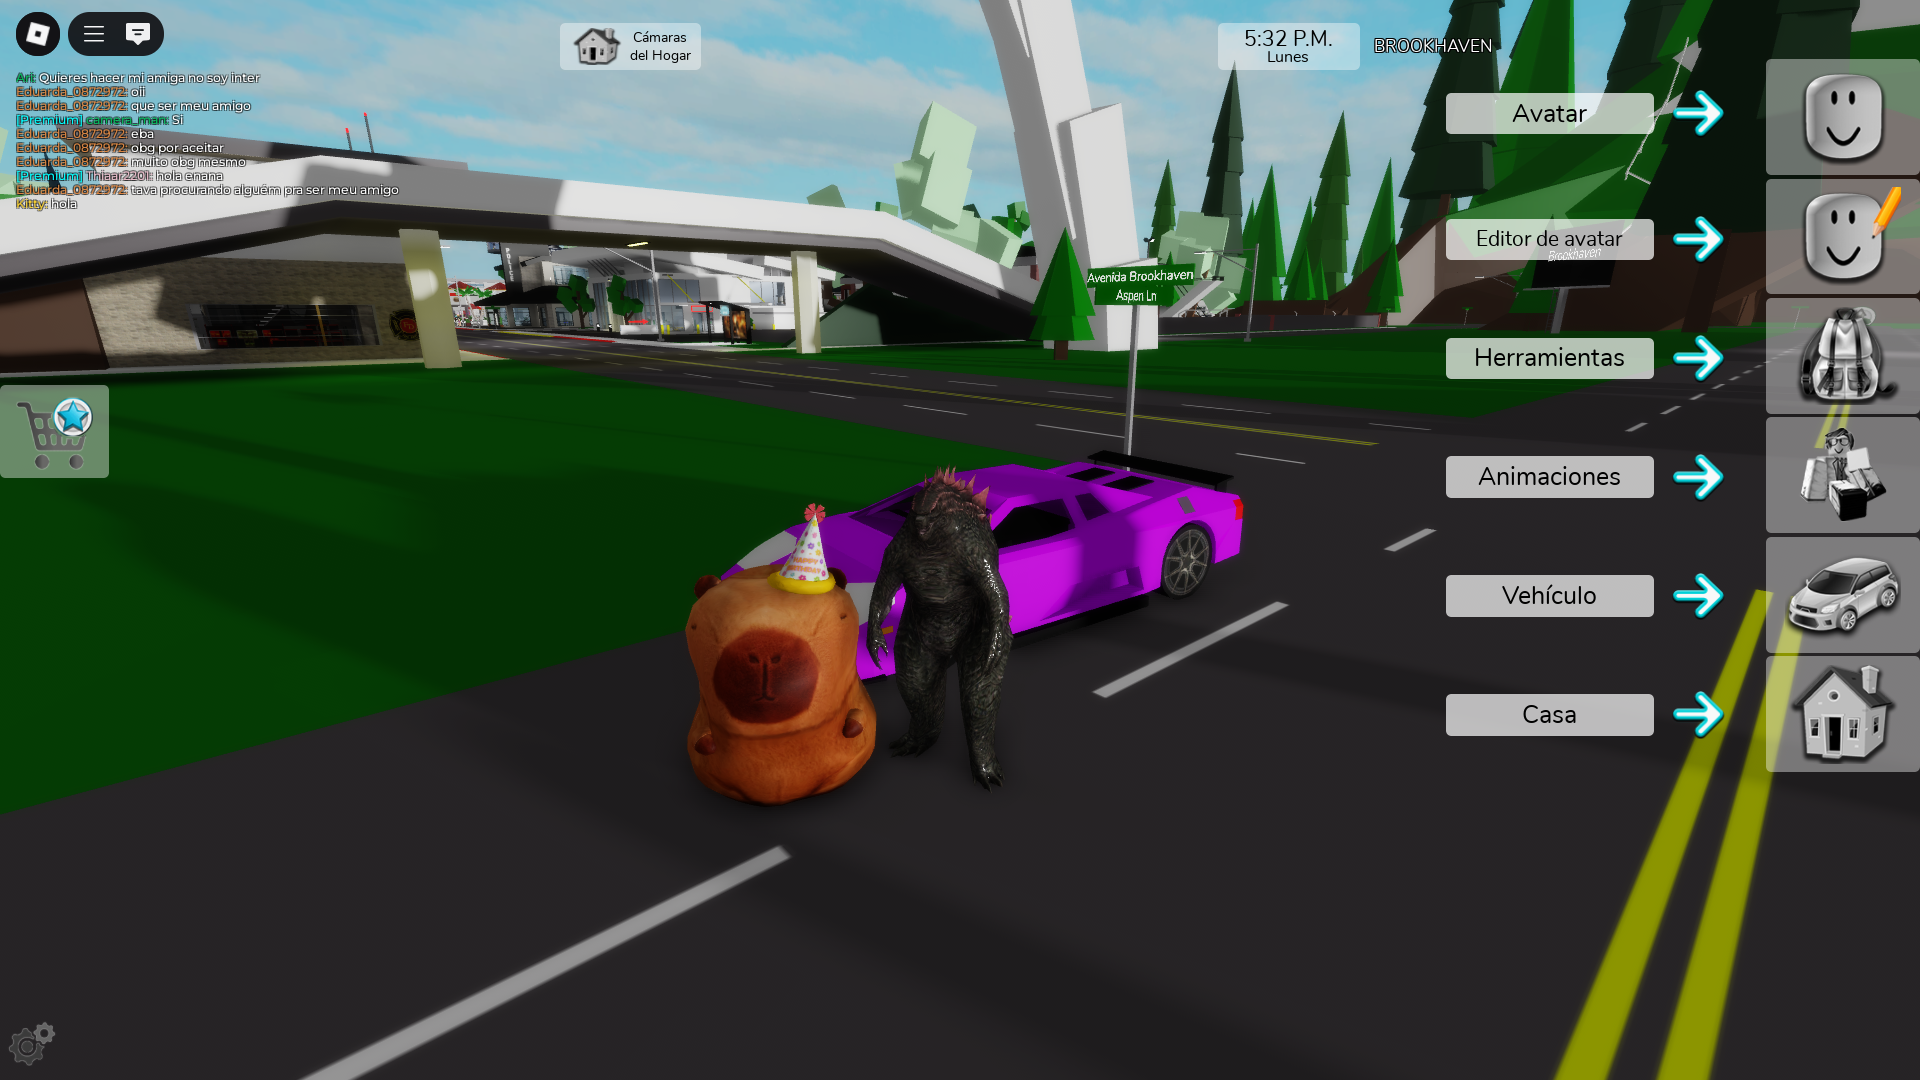 Cámaras
del Hogar
5:32 P.M.
Lunes
BROOKHAVEN
Ari: Quieres hacer mi amiga no soy inter
Eduarda_0872972: oii
Eduarda_0872972: que ser meu amigo
[Premium] camera_man: Si
Eduarda_0872972: eba
Eduarda_0872972: obg por aceitar
Eduarda_0872972: muito obg mesmo
[Premium] Thiaar2201: hola enana
Eduarda_0872972: tava procurando alguém pra ser meu amigo
Kitty: hola
Avatar
Editor de avatar
Brookhaven
POLICE
Avenida Brookhaven
Aspen Ln
Herramientas
Animaciones
Vehículo
Casa